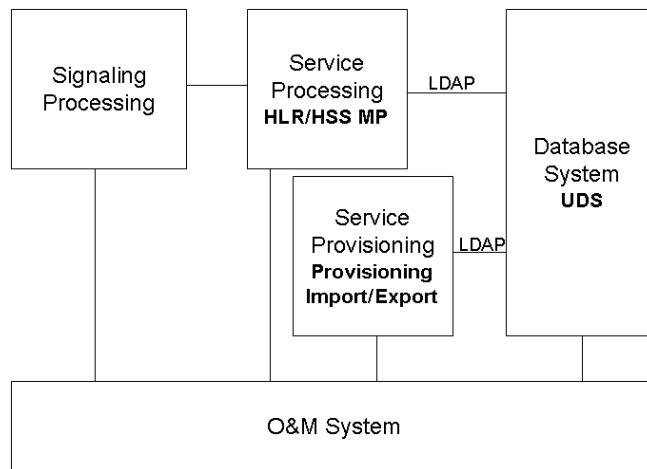 Signaling
Processing
Service
Processing
HLR/HSS MP
LDAP
Database
System
UDS
Service
Provisioning
Provisioning
Import/Export
LDAP
O&M System